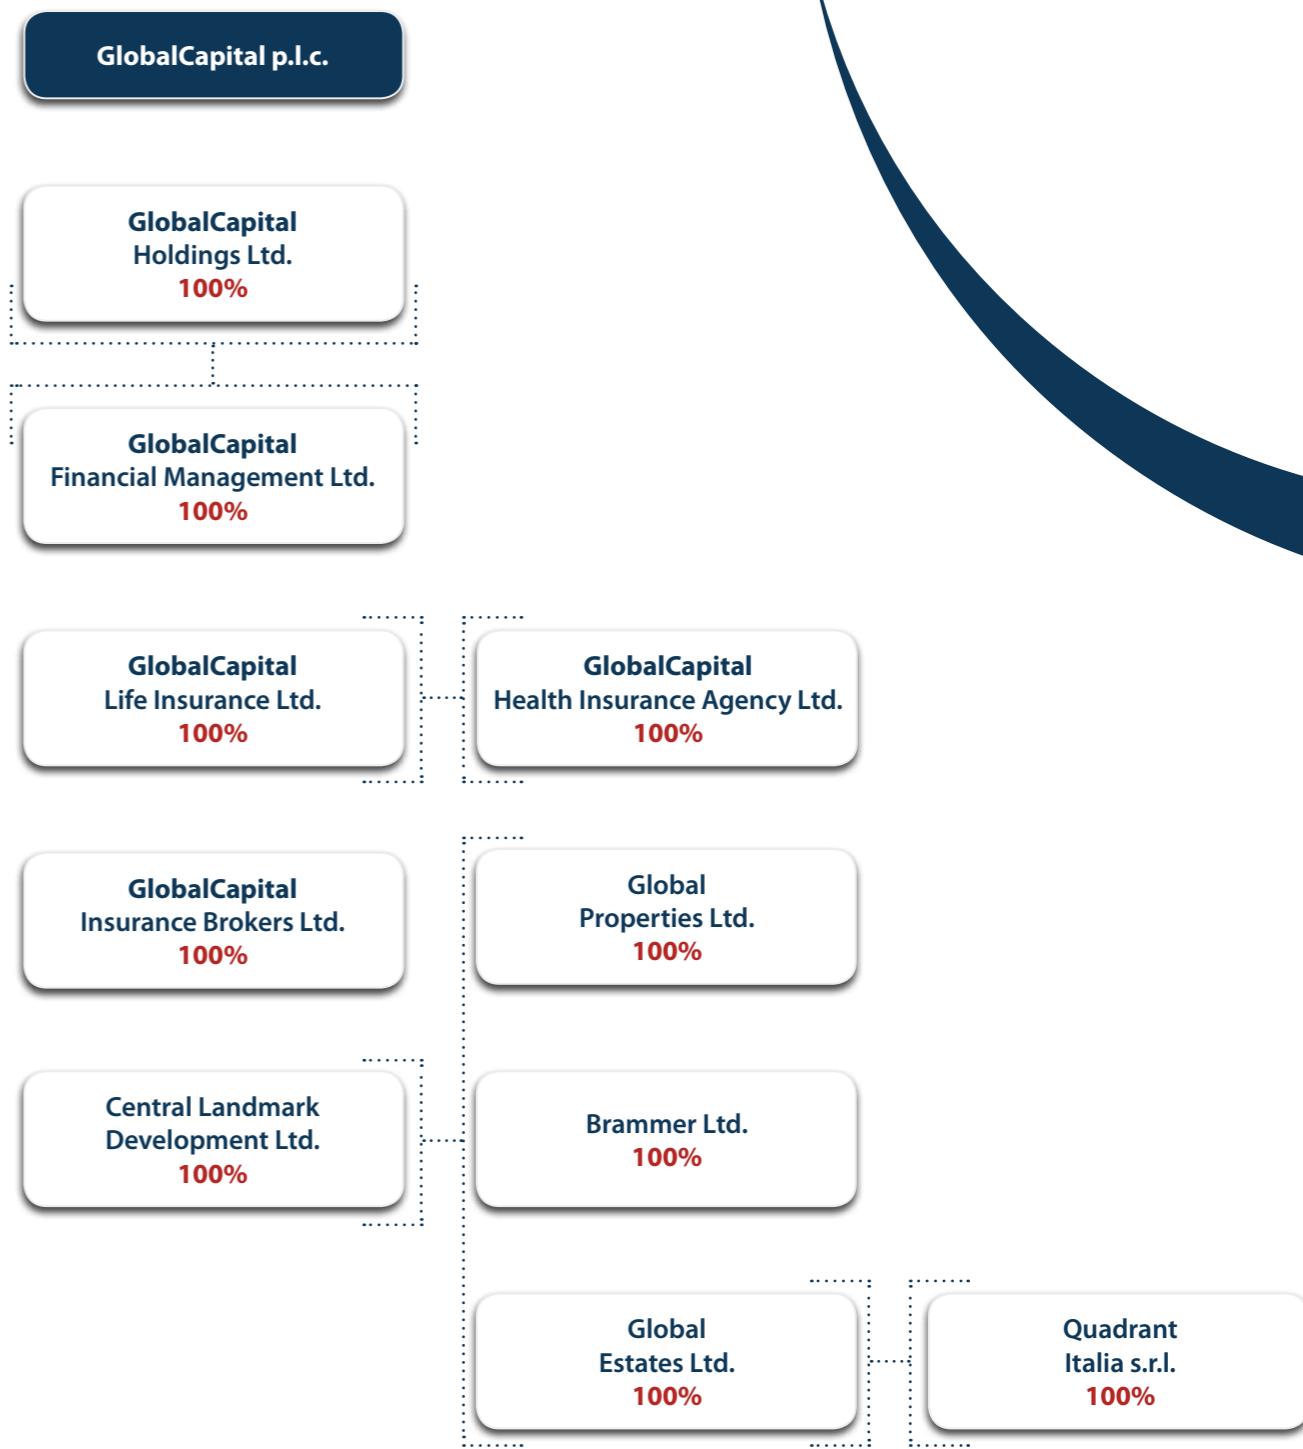 GlobalCapital p.l.c.
GlobalCapital
Holdings Ltd.
100%
GlobalCapital
Financial Management Ltd.
100%
GlobalCapital
Life Insurance Ltd.
100%
GlobalCapital
Health Insurance Agency Ltd.
100%
GlobalCapital
Insurance Brokers Ltd.
100%
Global
Properties Ltd.
100%
Central Landmark
Development Ltd.
100%
Brammer Ltd.
100%
Global
Estates Ltd.
100%
Quadrant
Italia s.r.l.
100%